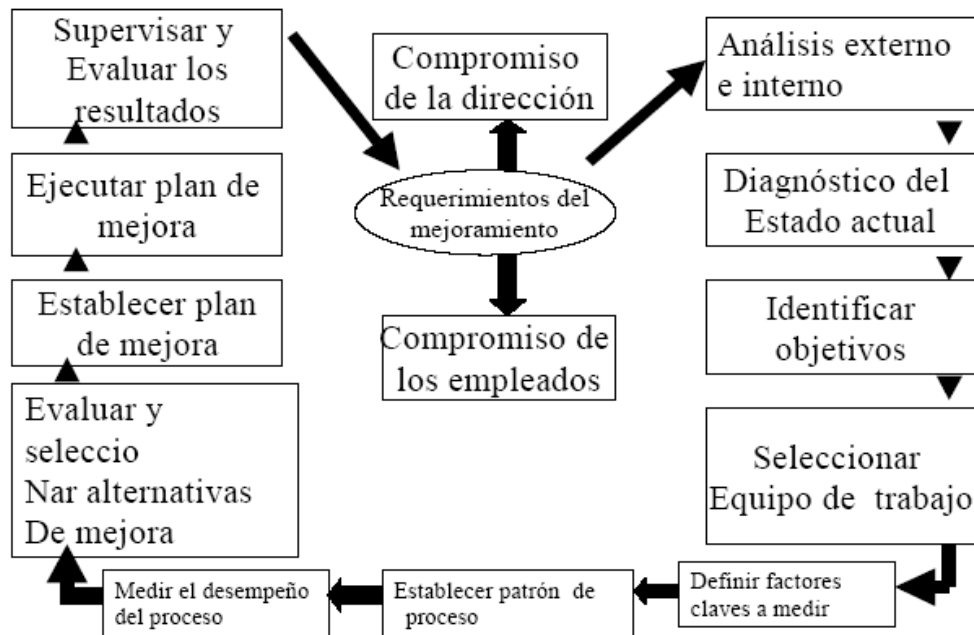 Supervisar y
Evaluar los
resultados
Compromiso
de la dirección
Análisis externo
e interno
Ejecutar plan de
mejora
Requerimientos del
mejoramiento
Diagnóstico del
Estado actual
Establecer plan
de mejora
Compromiso de
los empleados
Identificar
objetivos
Evaluar y
seleccio
Nar alternativas
De mejora
Seleccionar
Equipo de trabajo
Medir el desempeño
del proceso
Establecer patrón de
proceso
Definir factores
claves a medir